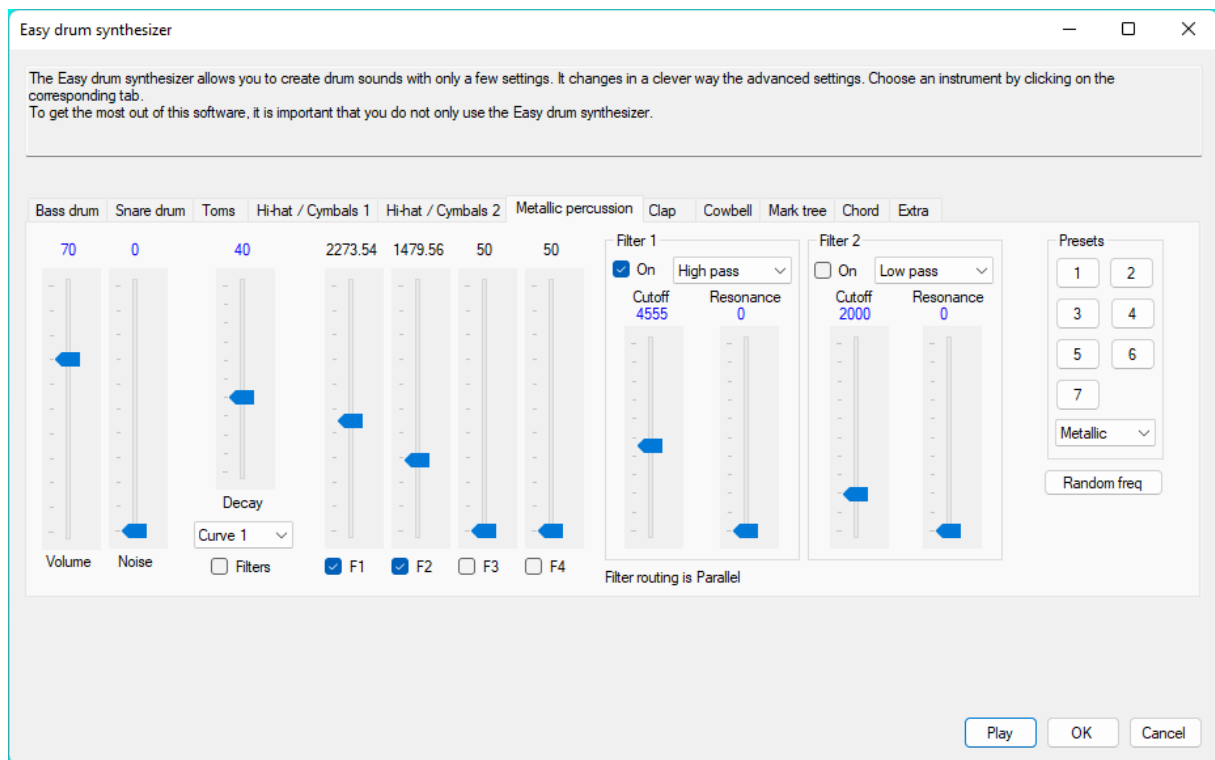 Easy drum synthesizer
The Easy drum synthesizer allows you to create drum sounds with only a few settings. It changes in a clever way the advanced settings. Choose an instrument by clicking on the
corresponding tab.
To get the most out of this software, it is important that you do not only use the Easy drum synthesizer.
Bass drum Snare drum Toms Hi-hat / Cymbals 1 Hi-hat / Cymbals 2 Metallic percussion Clap Cowbell Mark tree Chord Extra
70 0 40 2273.54 1479.56 50 50
Volume Noise
Decay
Curve 1
Filters
F1 F2 F3 F4
Filter 1
On High pass
Cutoff Resonance
4555 0
Filter 2
On Low pass
Cutoff Resonance
2000 0
Filter routing is Parallel
Presets
1 2
3 4
5 6
7
Metallic
Random freq
Play OK Cancel